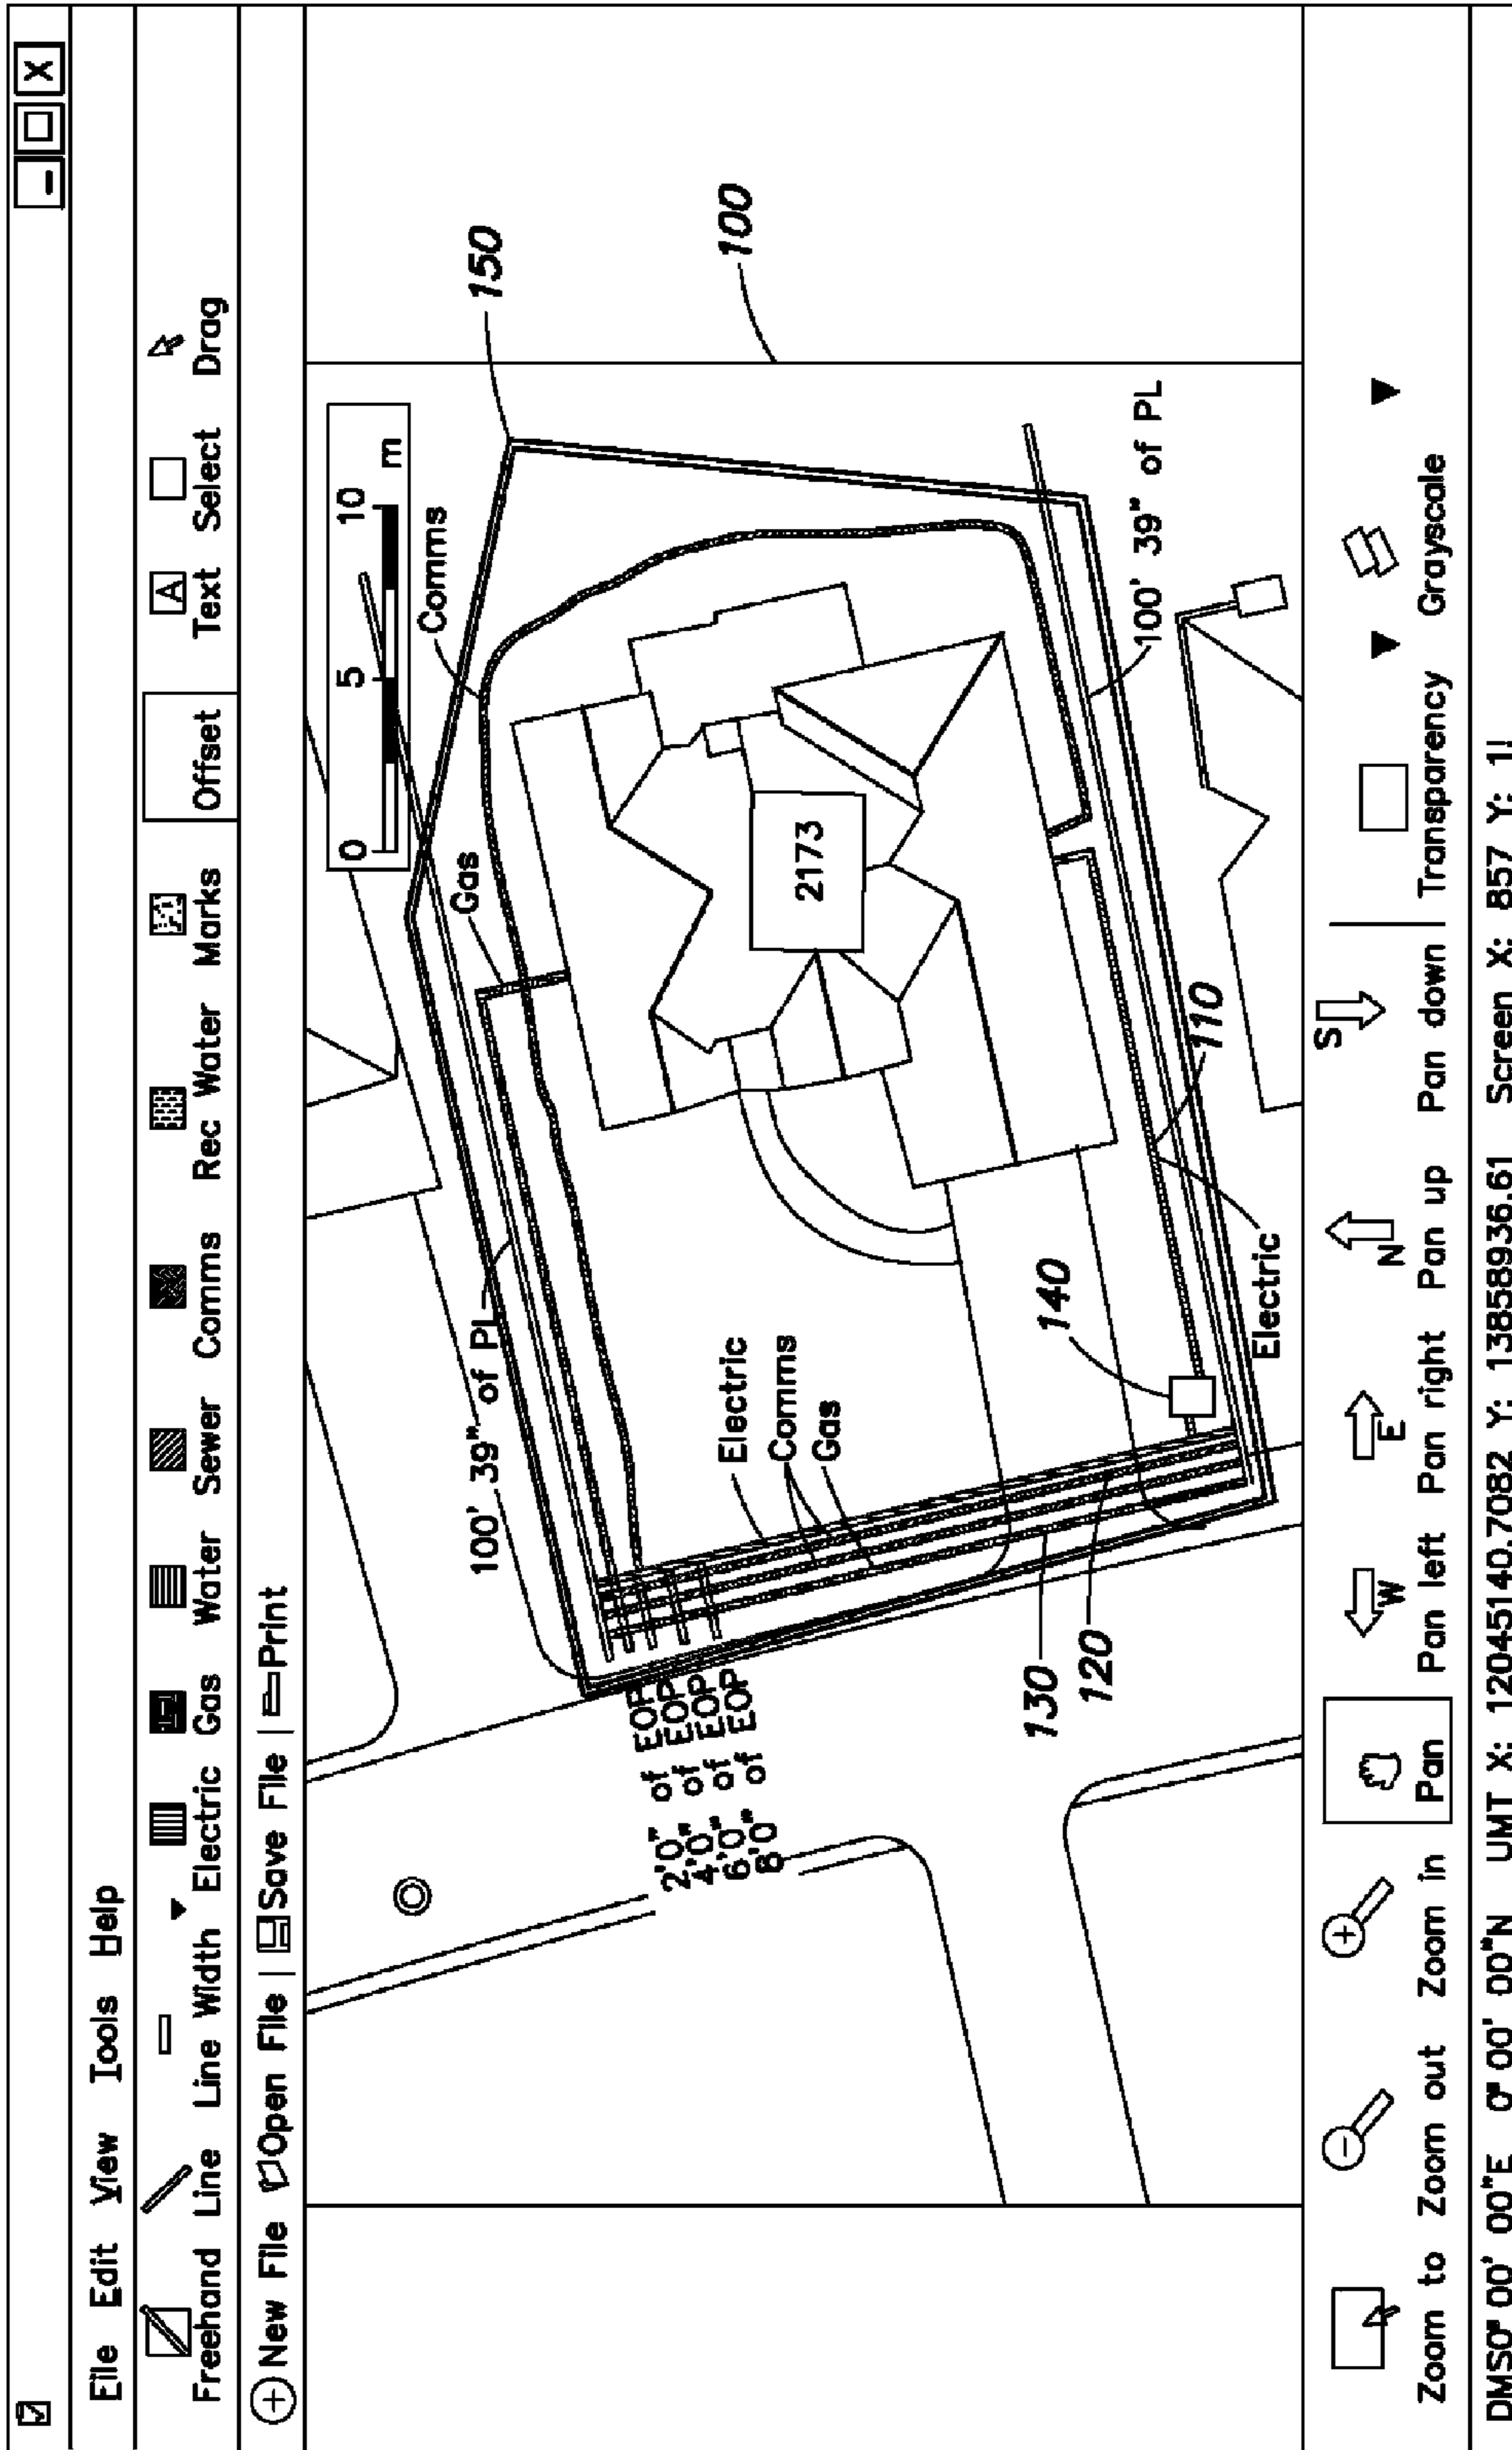 File Edit View Tools Help
Freehand Line Line Width Electric Gas Water Sewer Comms Rec Water Marks Offset Text Select Drag
A
New File Open File | Save File | Print
0 5 10
m
150
Comms
Gas
100' 39" of PL
100
2173
Electric
Comms
Gas
2'0" of EOP
4'0" of EOP
6'0" of EOP
8'0" of EOP
140
130
120
110
Electric
100' 39" of PL
W E N S
Zoom to Zoom out Zoom in Pan Pan left Pan right Pan up Pan down | Transparency Grayscale
DMS0" 00' 00"E 0" 00' 00"N UMT X: 12045140.7082 Y: 13858936.61 Screen X: 857 Y: 11